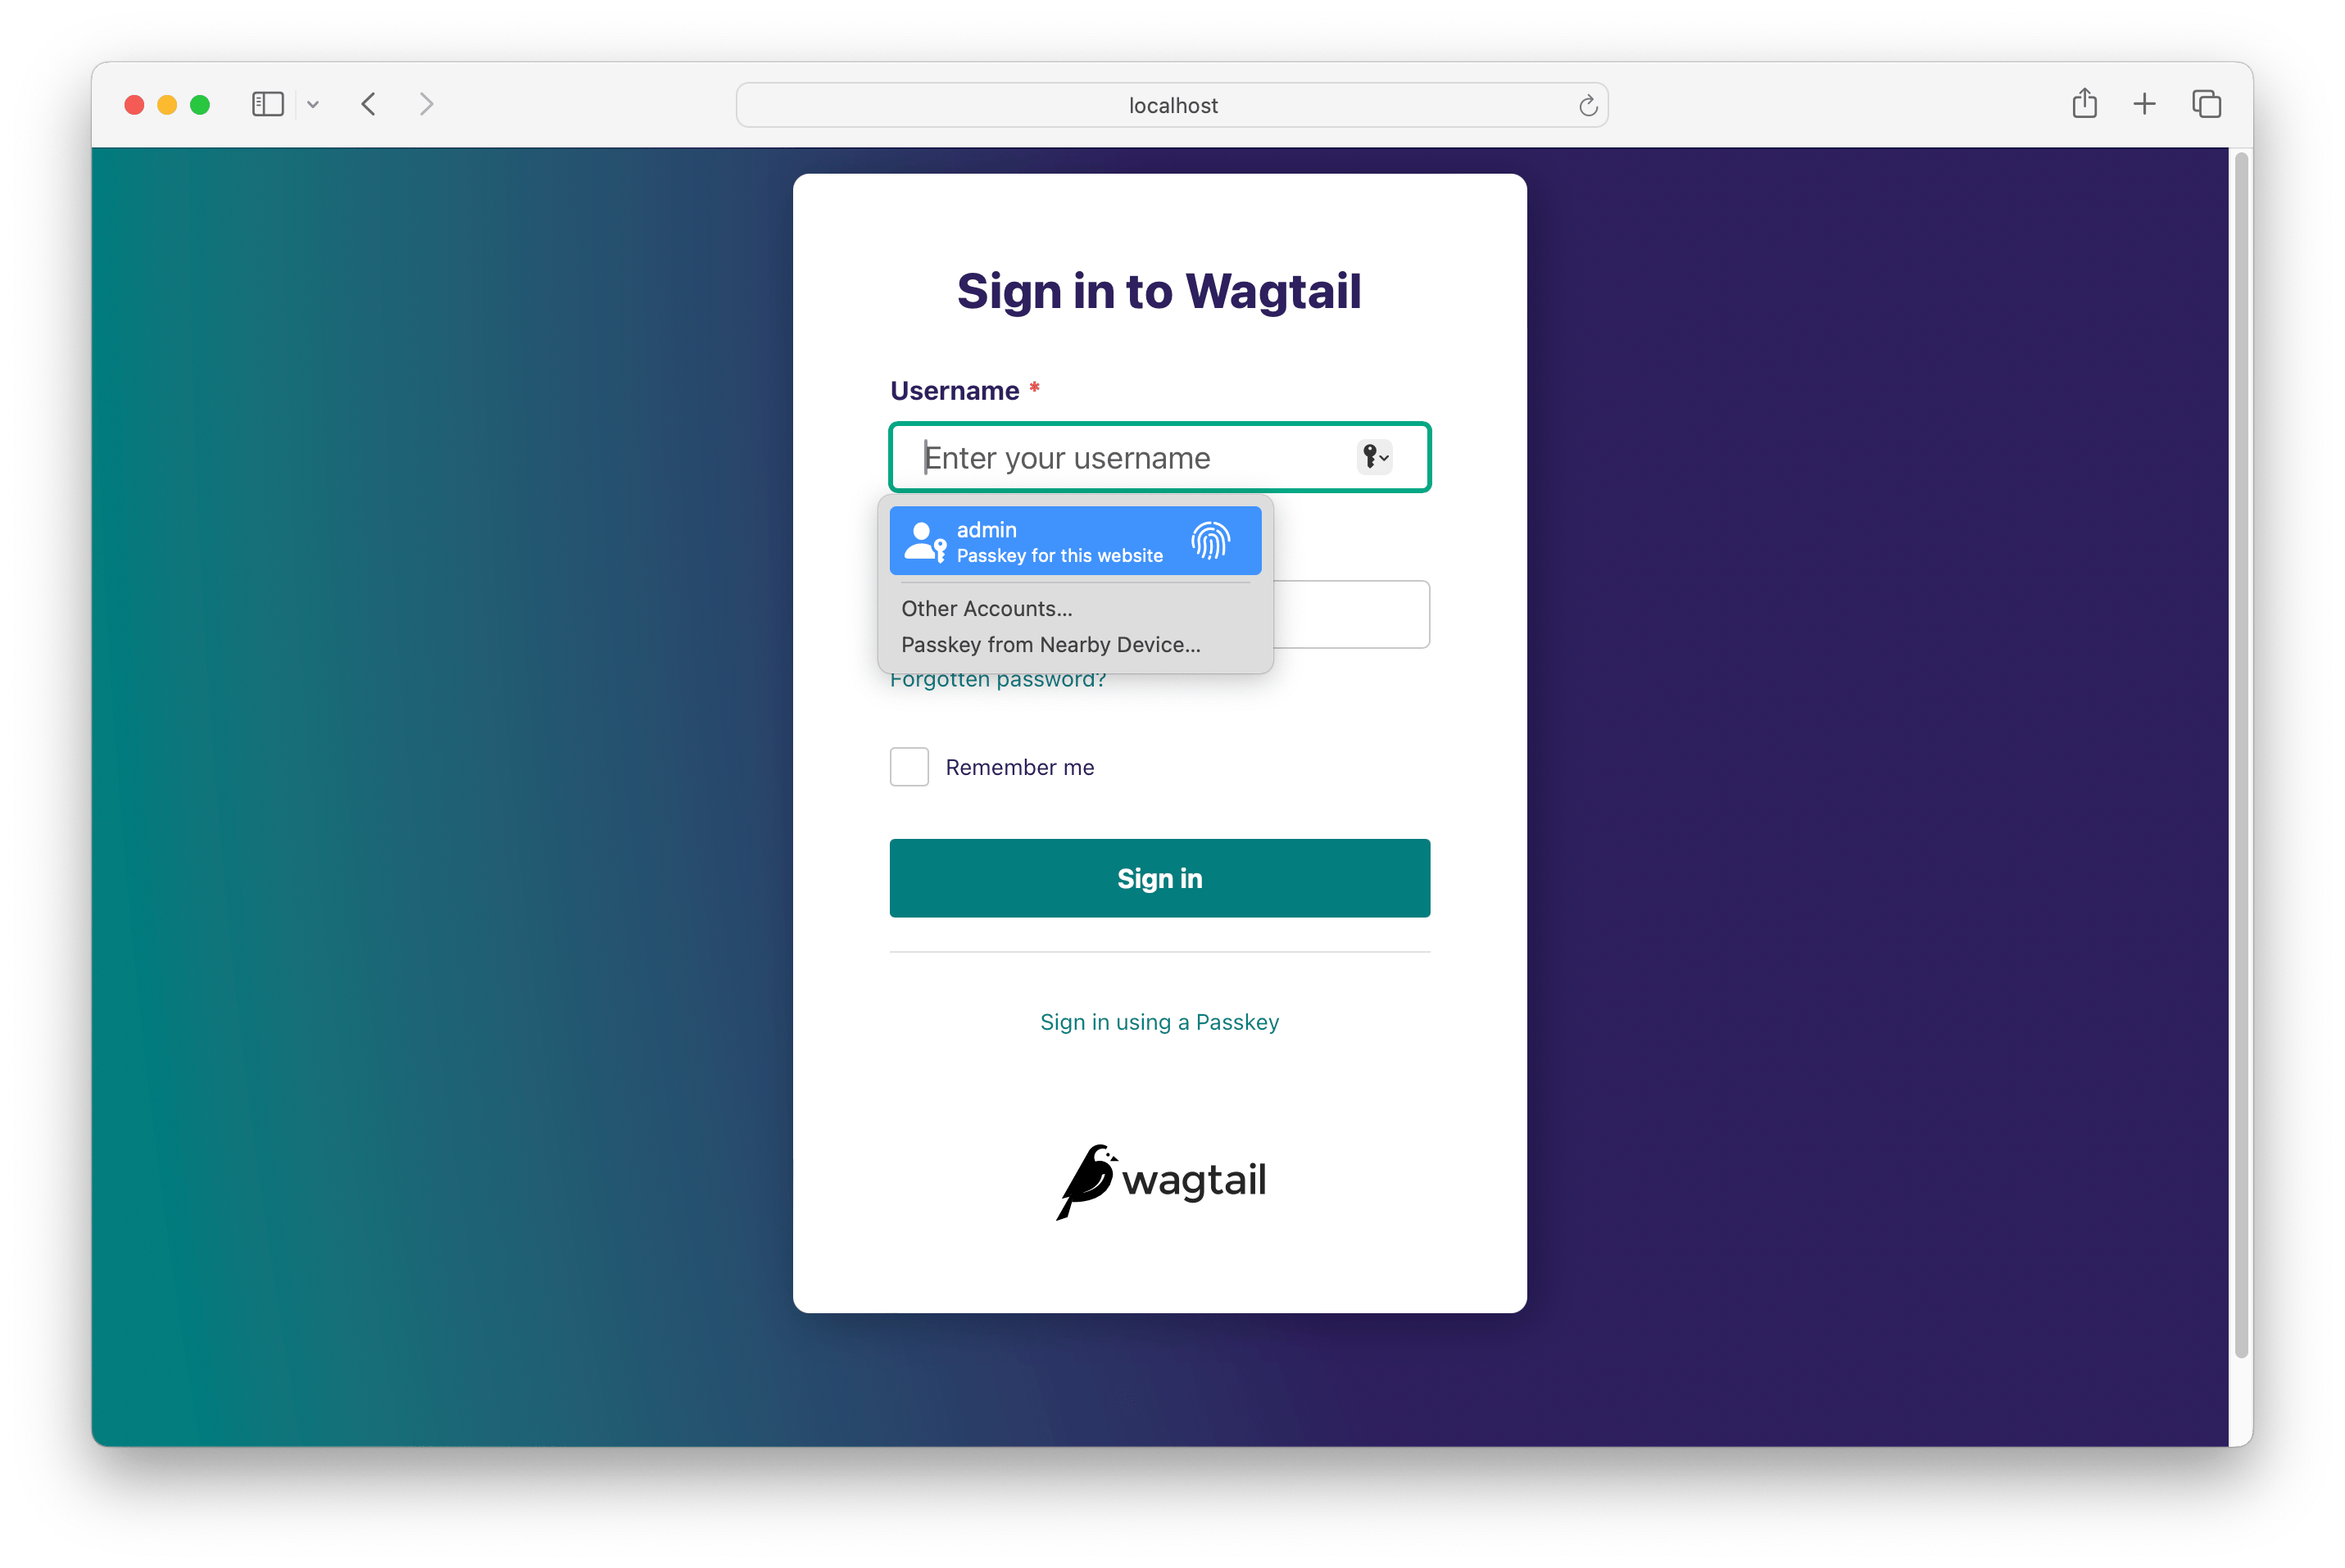 localhost
Sign in to Wagtail
Username *
Enter your username
admin
Passkey for this website
Other Accounts...
Passkey from Nearby Device...
Forgotten password?
Remember me
Sign in
Sign in using a Passkey
wagtail